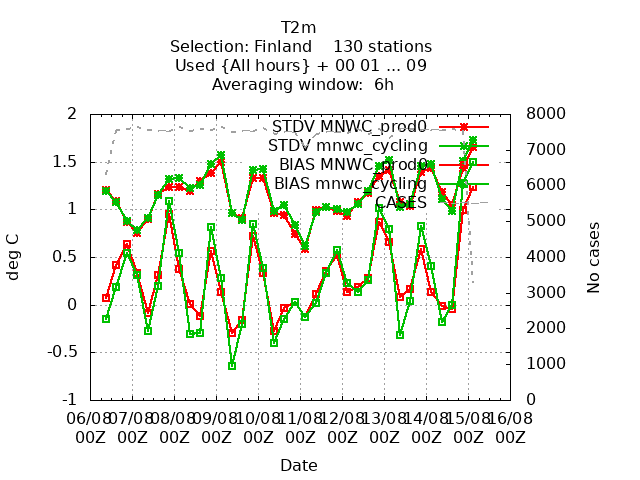 T2m
Selection: Finland    130 stations
Used {All hours} + 00 01 ... 09
Averaging window:  6h
STDV MNWC_prod0
STDV mnwc_cycling
BIAS MNWC_prod0
BIAS mnwc_cycling
CASES
2
1.5
1
0.5
0
-0.5
-1
deg C
8000
7000
6000
5000
4000
3000
2000
1000
0
No cases
06/08 07/08 08/08 09/08 10/08 11/08 12/08 13/08 14/08 15/08 16/08
00Z 00Z 00Z 00Z 00Z 00Z 00Z 00Z 00Z 00Z 00Z
Date